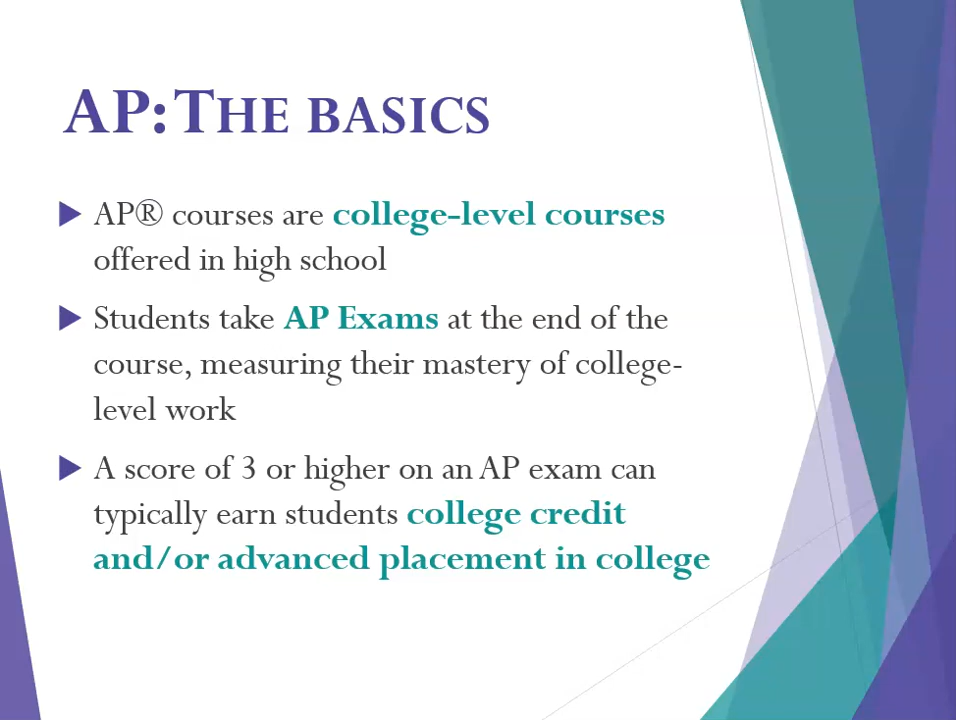 AP: THE BASICS
AP® courses are college-level courses
offered in high school
Students take AP Exams at the end of the
course, measuring their mastery of college-
level work
A score of 3 or higher on an AP exam can
typically earn students college credit
and/or advanced placement in college